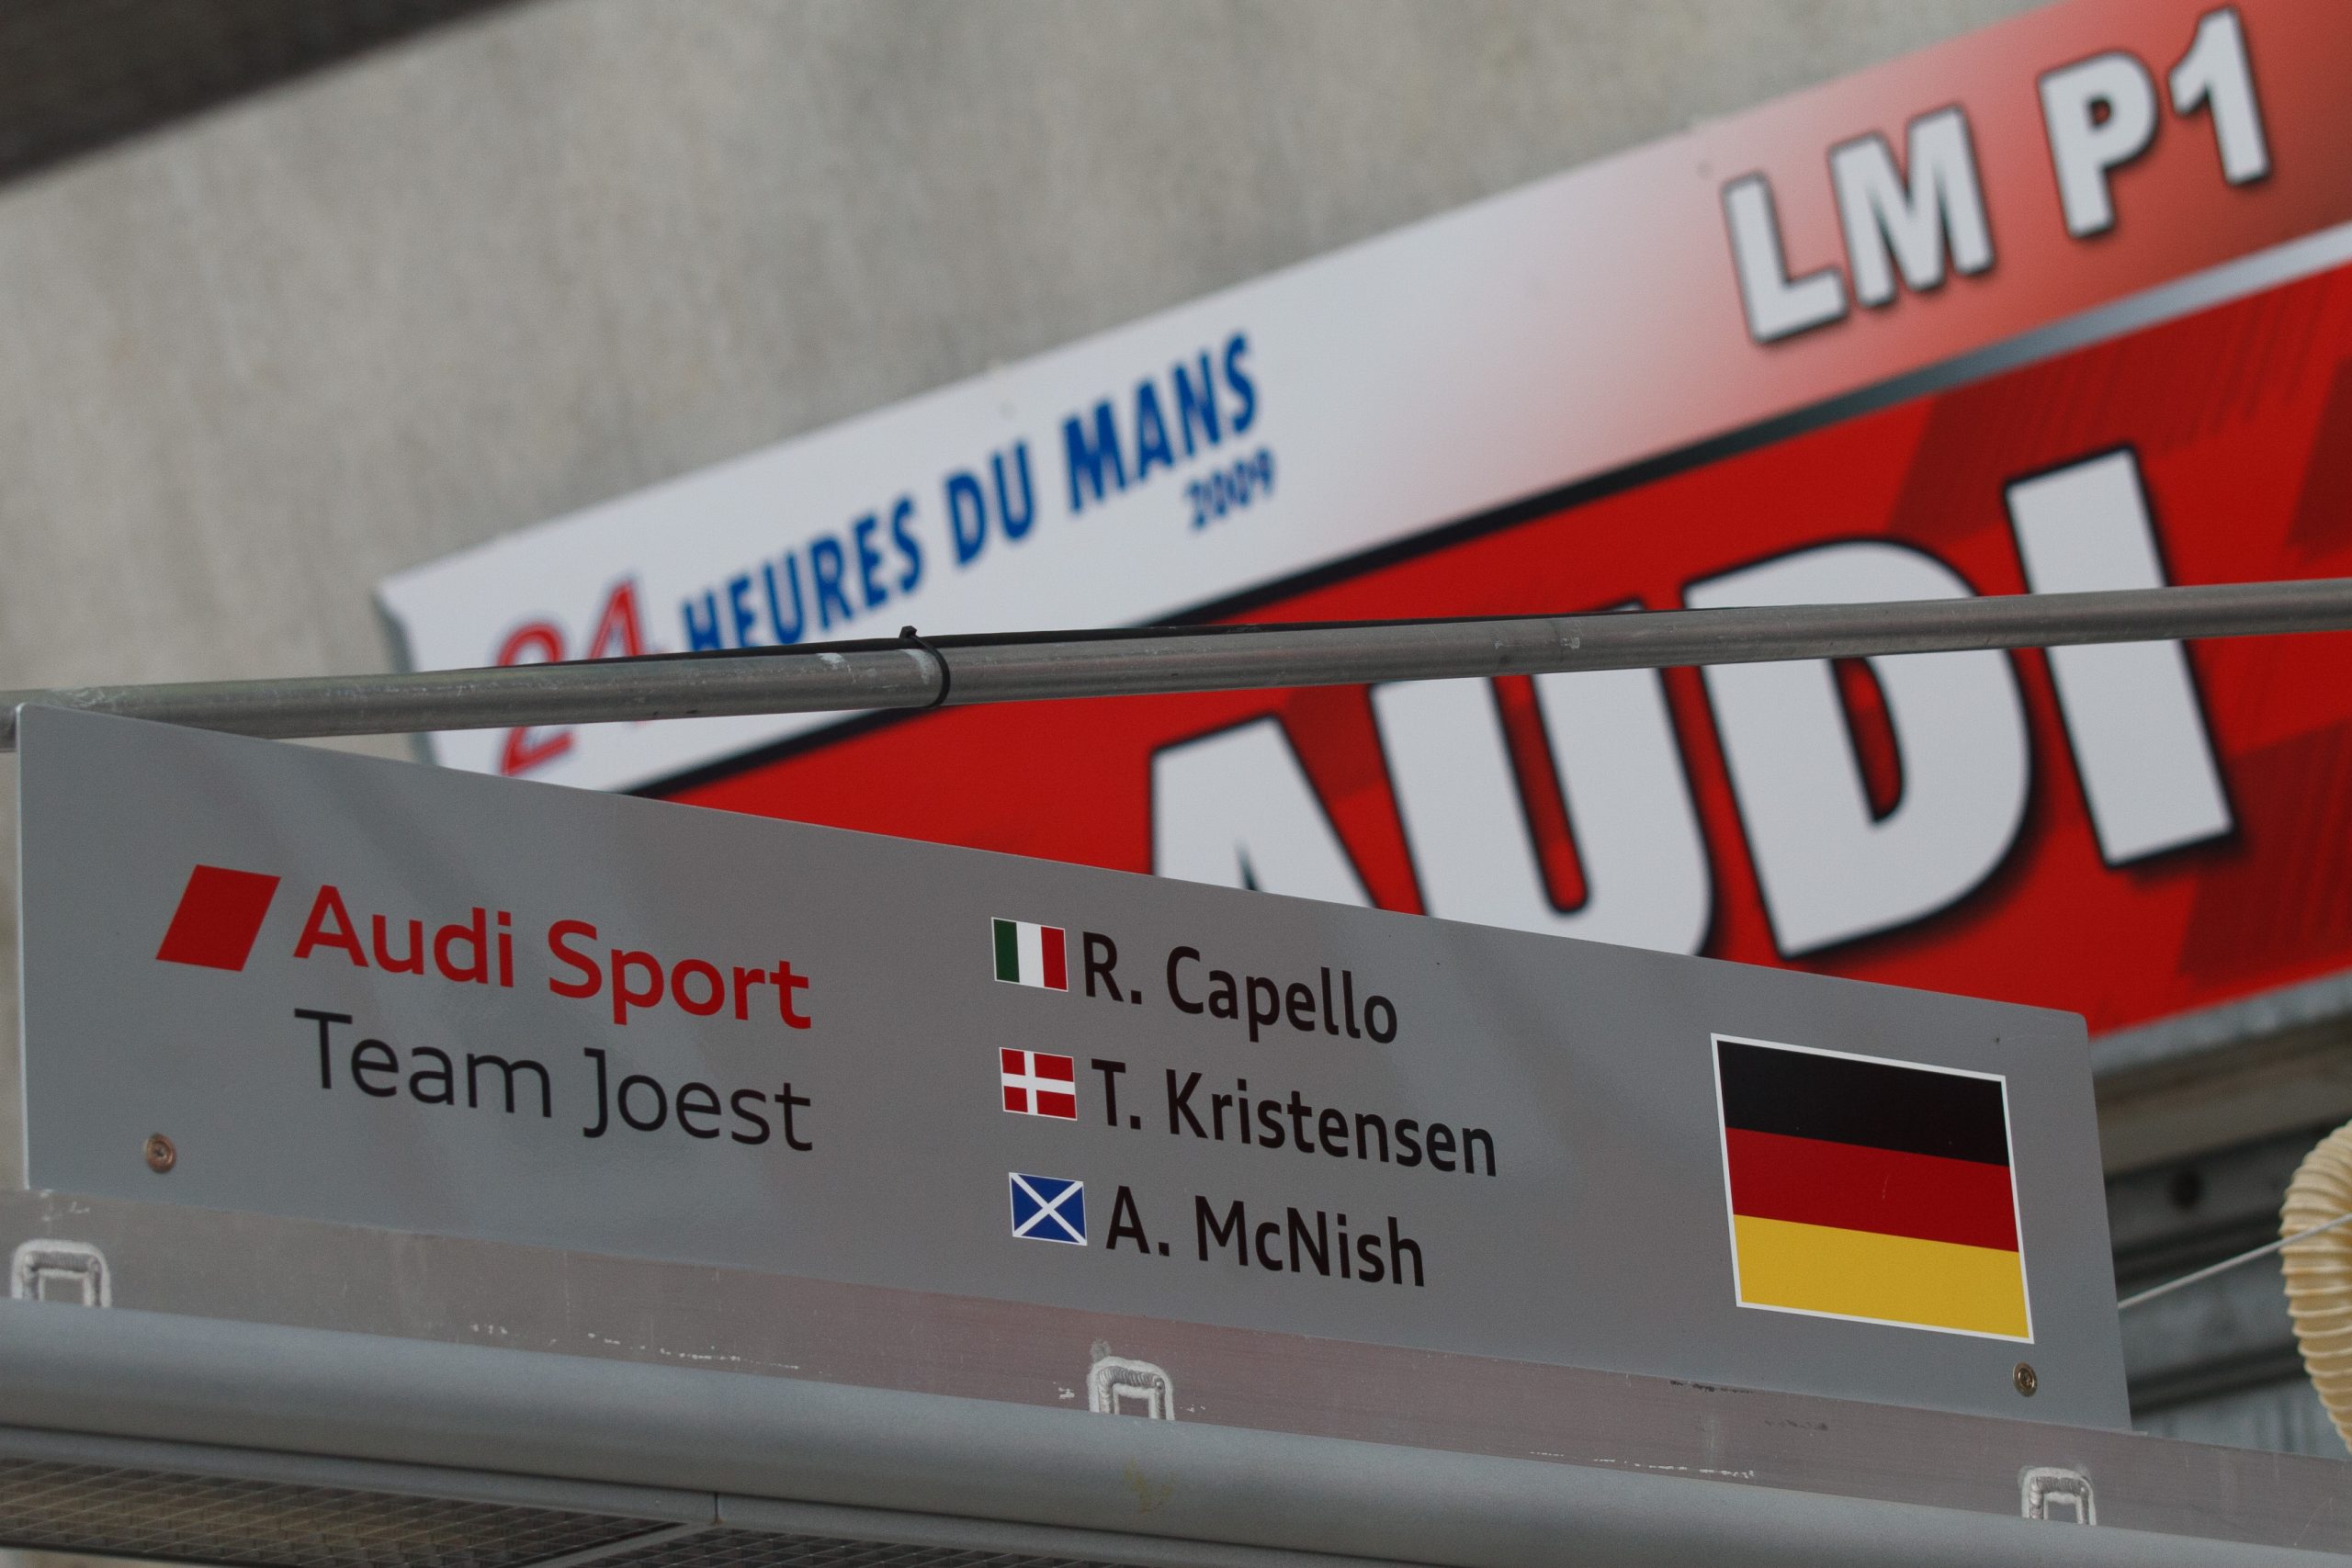 LM P1
24 HEURES DU MANS
2009
AUDI
Audi Sport
Team Joest
R. Capello
T. Kristensen
A. McNish